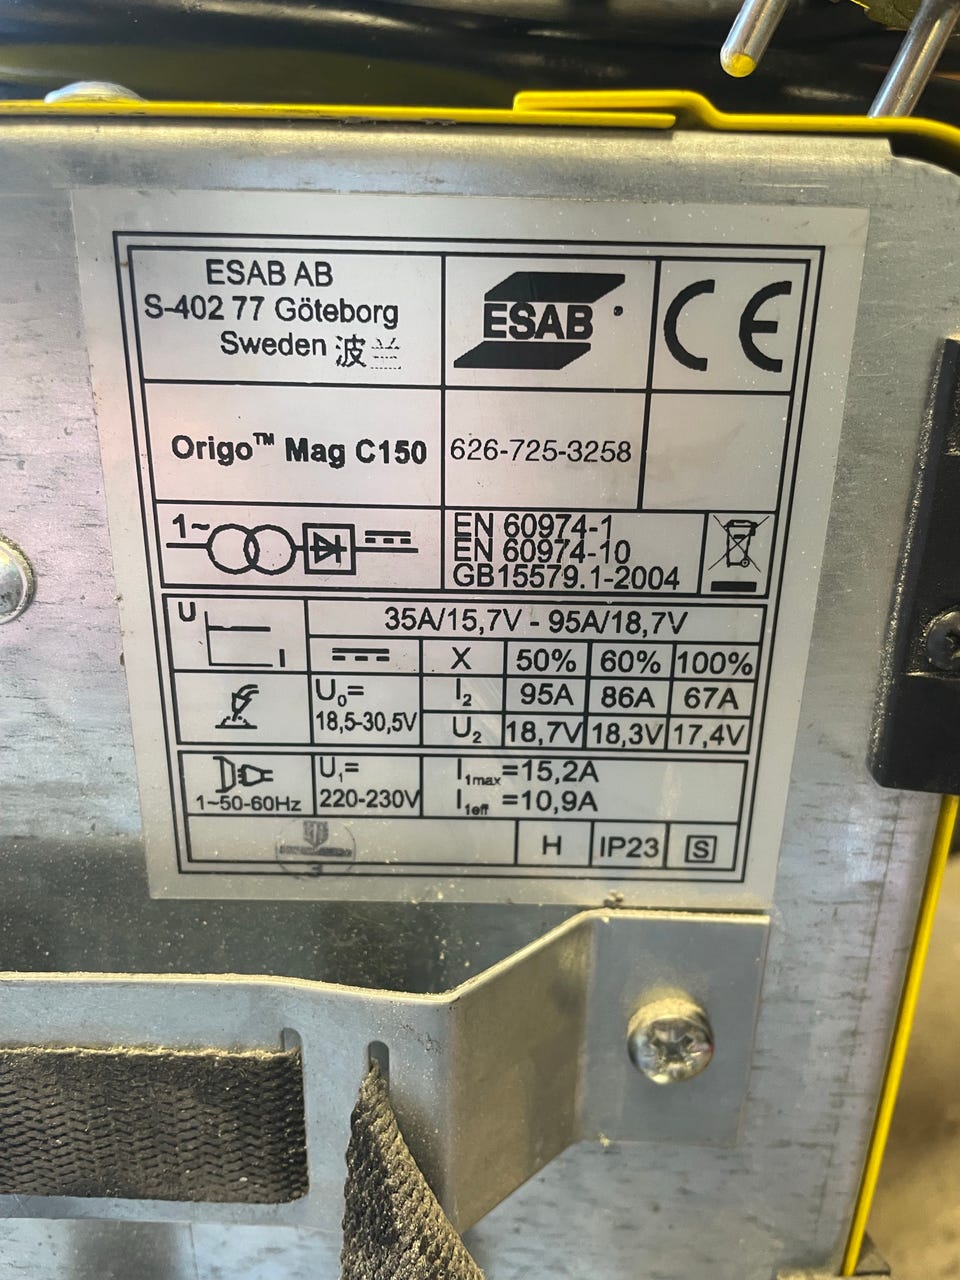 ESAB AB
S-402 77 Göteborg
Sweden 波兰
ESAB
CE
Origo™ Mag C150
626-725-3258
1~
EN 60974-1
EN 60974-10
GB15579.1-2004
U
I
35A/15,7V - 95A/18,7V
X 50% 60% 100%
U₀=
18,5-30,5V
I₂ 95A 86A 67A
U₂ 18,7V 18,3V 17,4V
1~50-60Hz
U₁=
220-230V
I₁max=15,2A
I₁eff =10,9A
3
H IP23 S